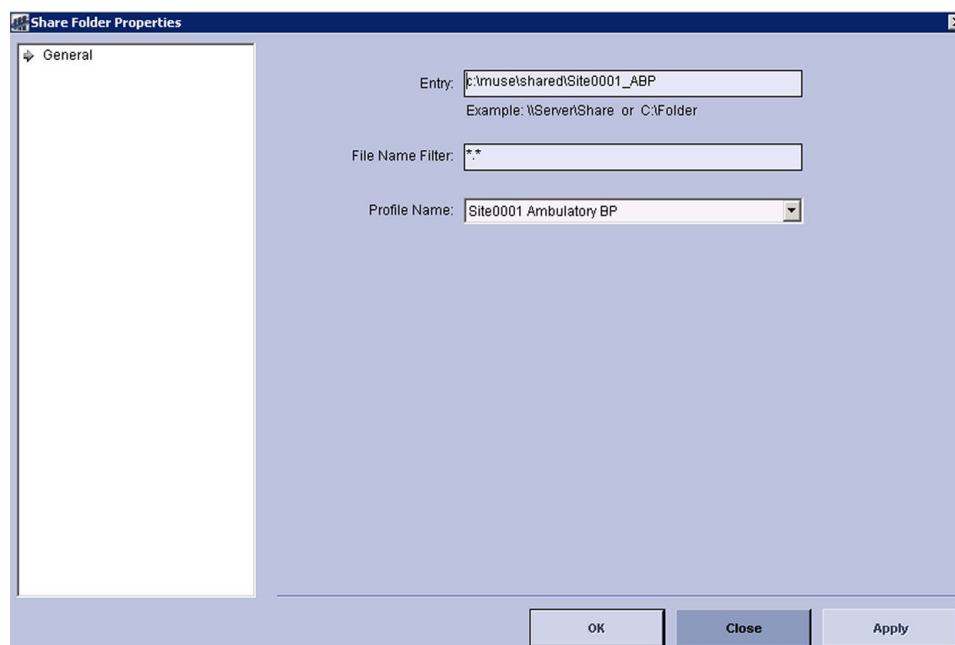 Share Folder Properties
General
Entry: c:\muse\shared\Site0001_ABP
Example: \\Server\Share or C:\Folder
File Name Filter: *.*
Profile Name: Site0001 Ambulatory BP
OK Close Apply